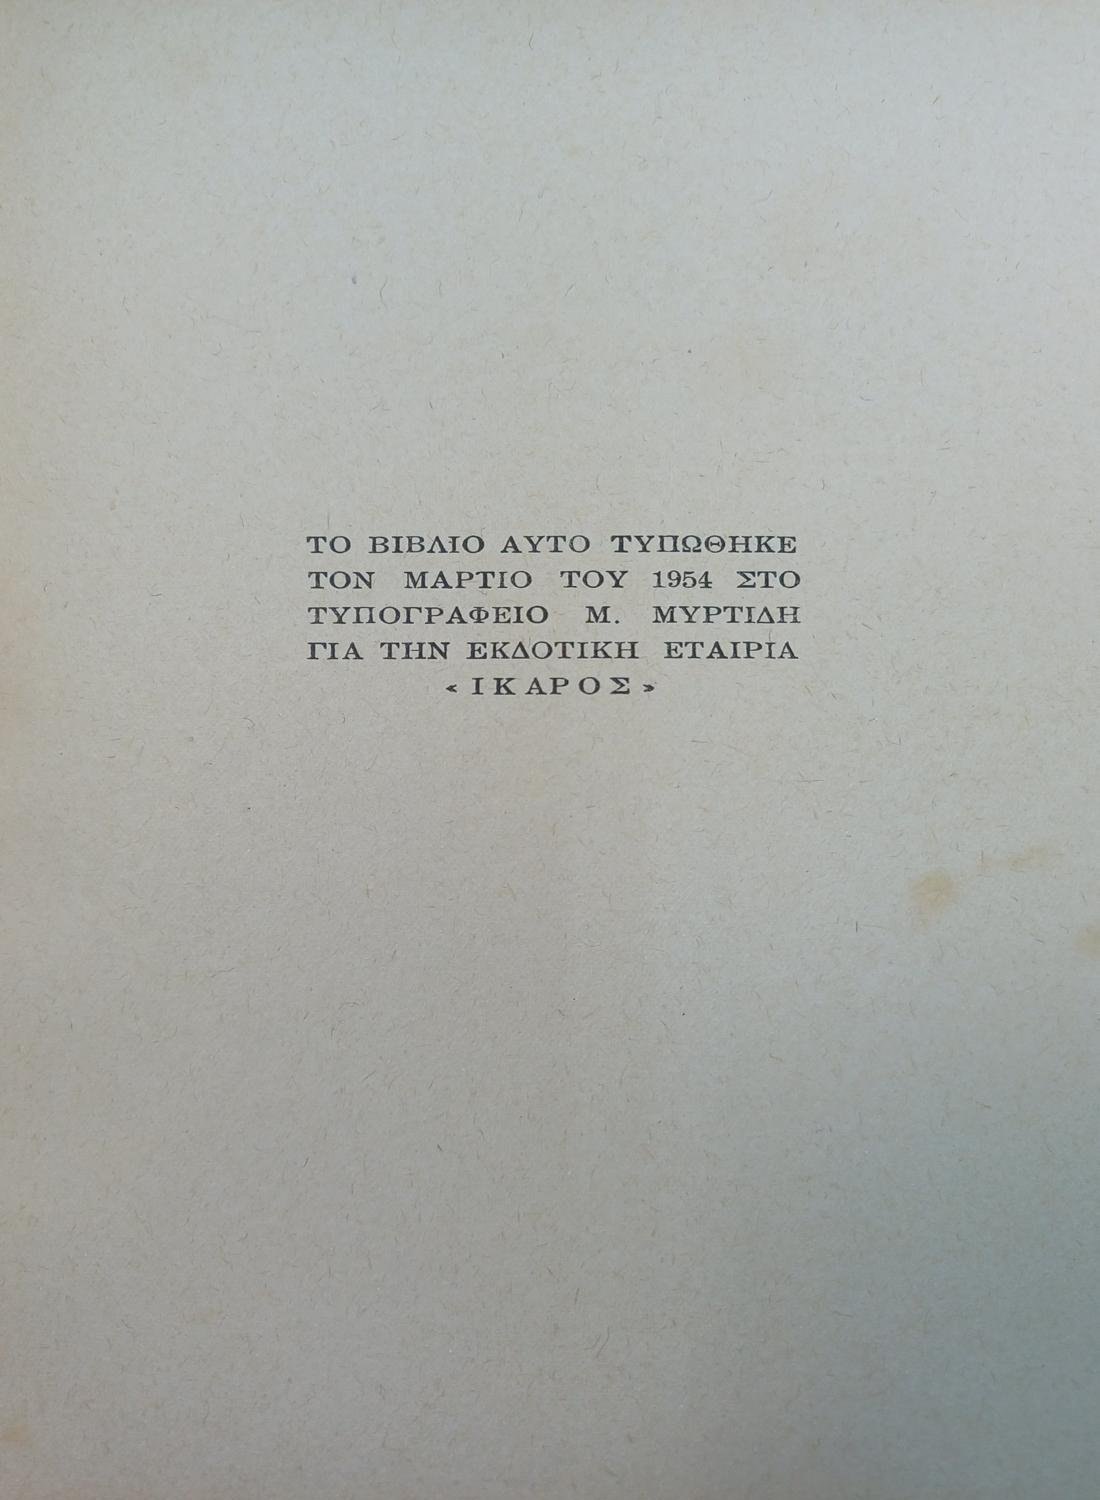 ΤΟ ΒΙΒΛΙΟ ΑΥΤΟ ΤΥΠΩΘΗΚΕ
ΤΟΝ ΜΑΡΤΙΟ ΤΟΥ 1954 ΣΤΟ
ΤΥΠΟΓΡΑΦΕΙΟ Μ. ΜΥΡΤΙΔΗ
ΓΙΑ ΤΗΝ ΕΚΔΟΤΙΚΗ ΕΤΑΙΡΙΑ
« ΙΚΑΡΟΣ »